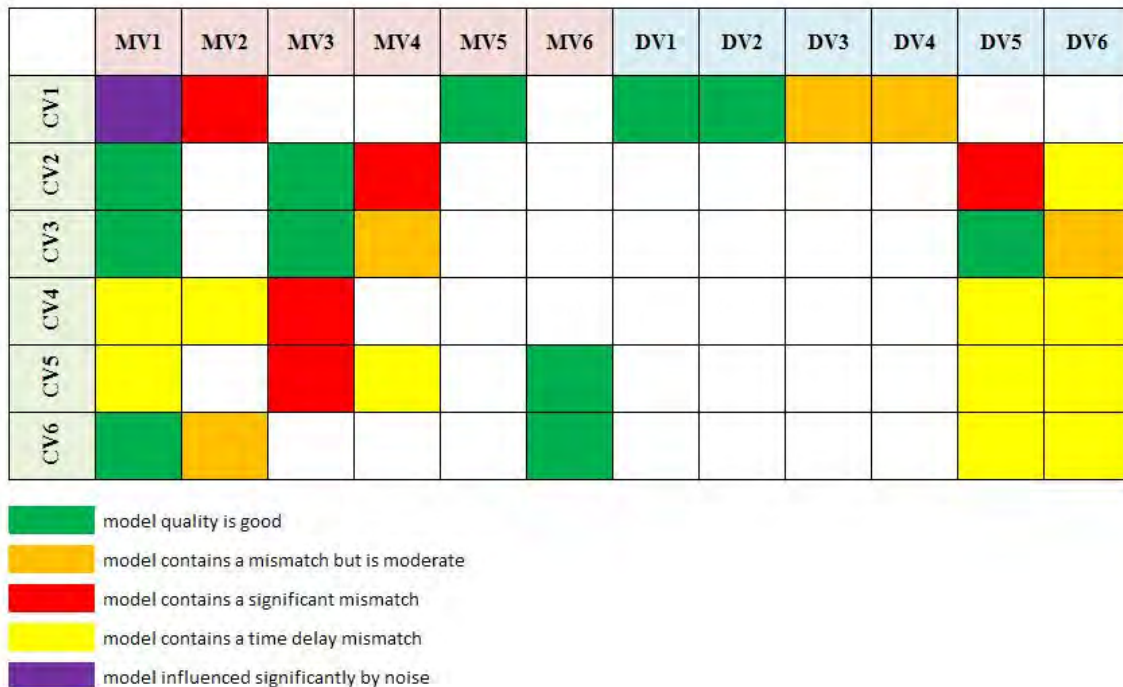 MV1 MV2 MV3 MV4 MV5 MV6 DV1 DV2 DV3 DV4 DV5 DV6
CV1
CV2
CV3
CV4
CV5
CV6
model quality is good
model contains a mismatch but is moderate
model contains a significant mismatch
model contains a time delay mismatch
model influenced significantly by noise